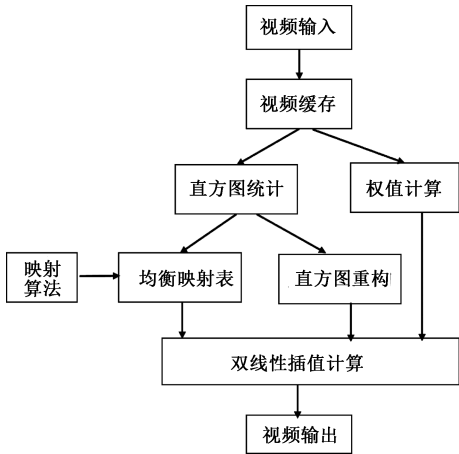 视频输入
视频缓存
直方图统计
权值计算
映射
算法
均衡映射表
直方图重构
双线性插值计算
视频输出